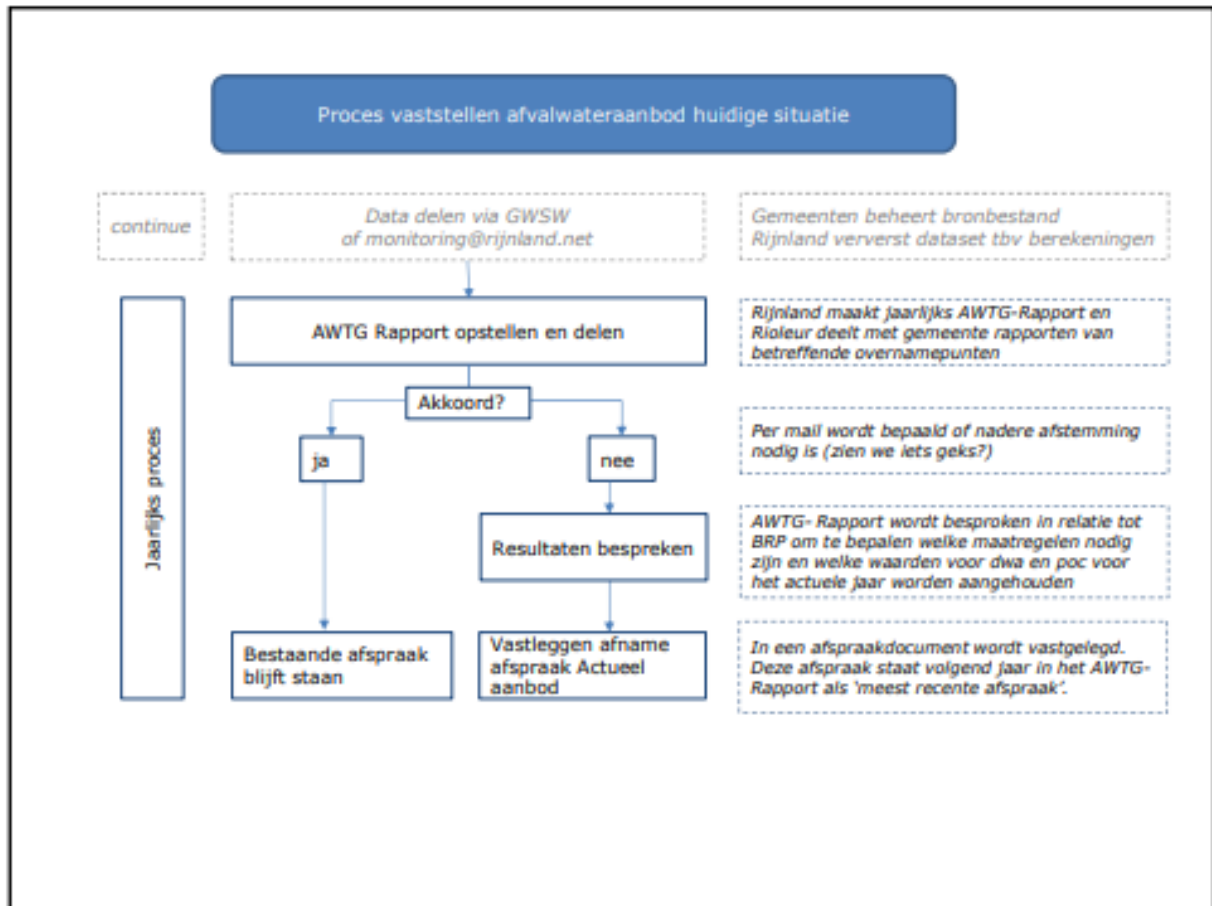 Proces vaststellen afvalwateraanbod huidige situatie
continue
Data delen via GWSW
of monitoring@rijnland.net
Gemeenten beheert bronbestand
Rijnland ververst dataset tbv berekeningen
Jaarlijks proces
AWTG Rapport opstellen en delen
Rijnland maakt jaarlijks AWTG-Rapport en
Rioleur deelt met gemeente rapporten van
betreffende overnamepunten
Akkoord?
ja
nee
Per mail wordt bepaald of nadere afstemming
nodig is (zien we iets geks?)
Resultaten bespreken
AWTG- Rapport wordt besproken in relatie tot
BRP om te bepalen welke maatregelen nodig
zijn en welke waarden voor dwa en poc voor
het actuele jaar worden aangehouden
Bestaande afspraak
blijft staan
Vastleggen afname
afspraak Actueel
aanbod
In een afspraakdocument wordt vastgelegd.
Deze afspraak staat volgend jaar in het AWTG-
Rapport als 'meest recente afspraak'.